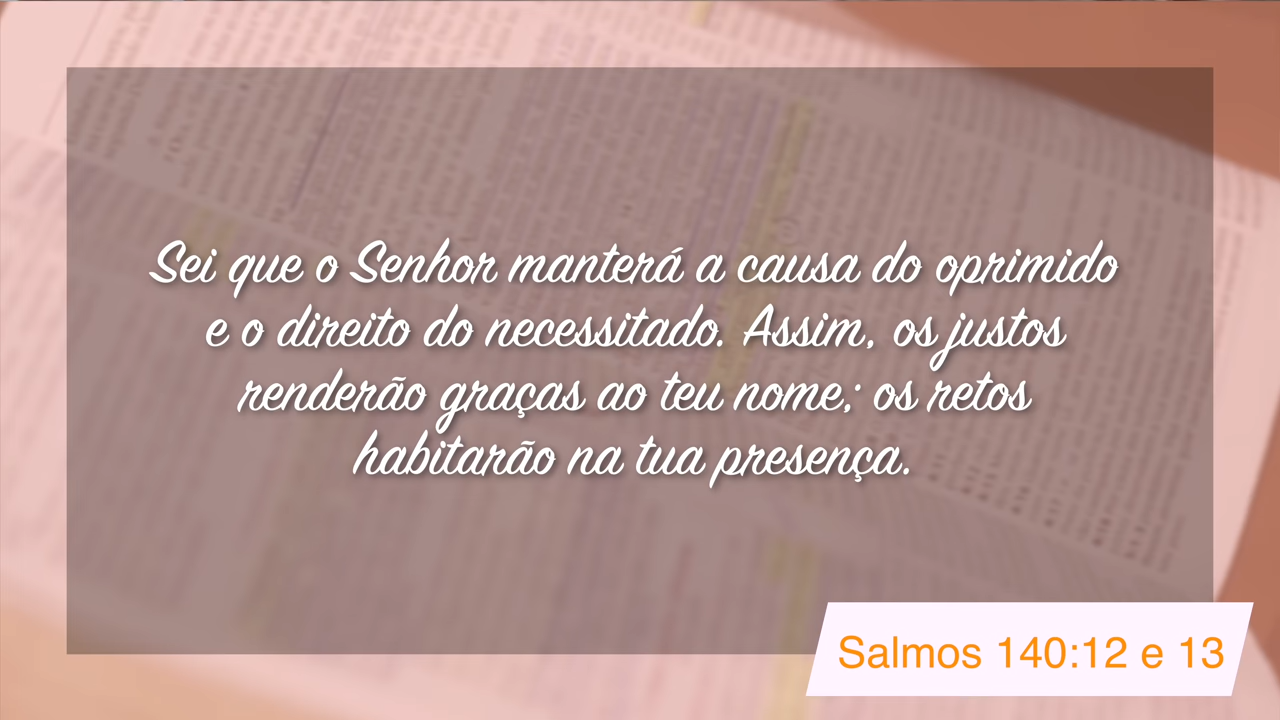 Sei que o Senhor manterá a causa do oprimido
e o direito do necessitado. Assim, os justos
renderão graças ao teu nome; os retos
habitarão na tua presença.
Salmos 140:12 e 13